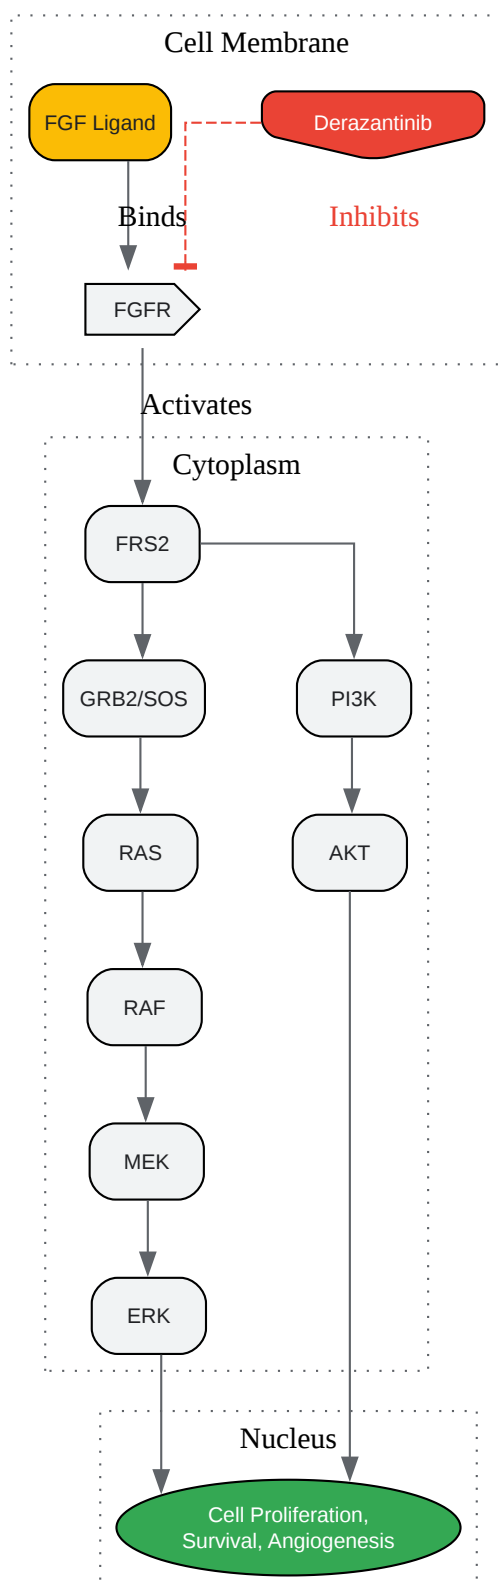 Cell Membrane
FGF Ligand
Derazantinib
Binds
Inhibits
FGFR
Activates
Cytoplasm
FRS2
GRB2/SOS
PI3K
RAS
AKT
RAF
MEK
ERK
Nucleus
Cell Proliferation,
Survival, Angiogenesis